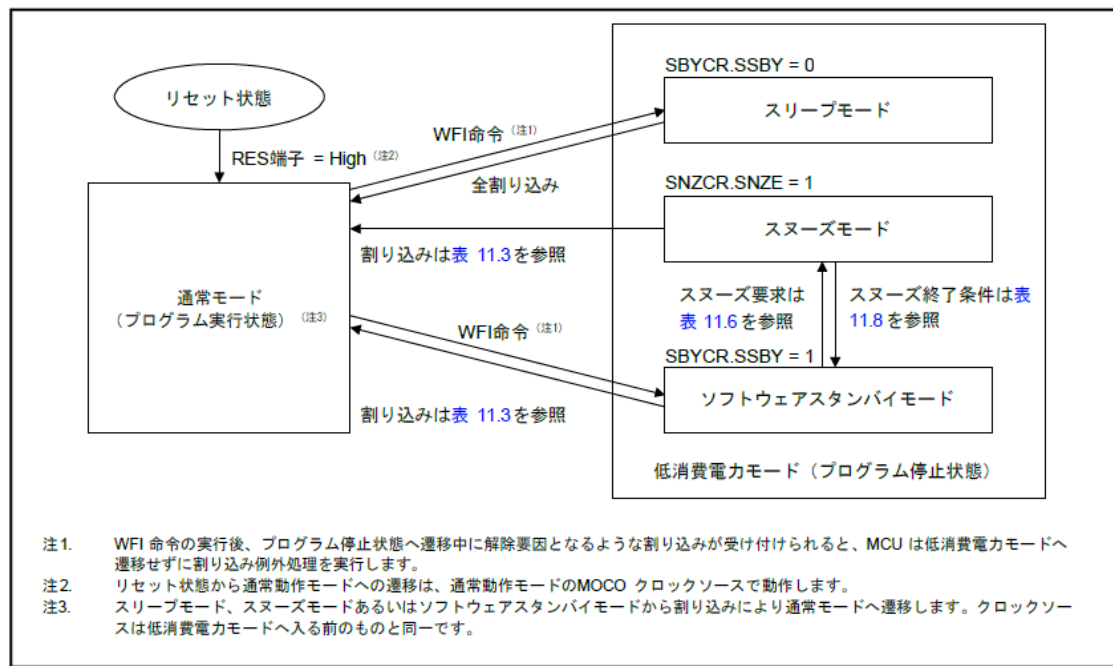 リセット状態
RES端子 = High（注2）
通常モード
（プログラム実行状態）（注3）
WFI命令（注1）
全割り込み
割り込みは表 11.3を参照
WFI命令（注1）
割り込みは表 11.3を参照
SBYCR.SSBY = 0
スリープモード
SNZCR.SNZE = 1
スヌーズモード
スヌーズ要求は
表 11.6を参照
スヌーズ終了条件は表
11.8を参照
SBYCR.SSBY = 1
ソフトウェアスタンバイモード
低消費電力モード（プログラム停止状態）
注1. WFI 命令の実行後、プログラム停止状態へ遷移中に解除要因となるような割り込みが受け付けられると、MCU は低消費電力モードへ
遷移せずに割り込み例外処理を実行します。
注2. リセット状態から通常動作モードへの遷移は、通常動作モードのMOCO クロックソースで動作します。
注3. スリープモード、スヌーズモードあるいはソフトウェアスタンバイモードから割り込みにより通常モードへ遷移します。クロックソー
スは低消費電力モードへ入る前のものと同一です。